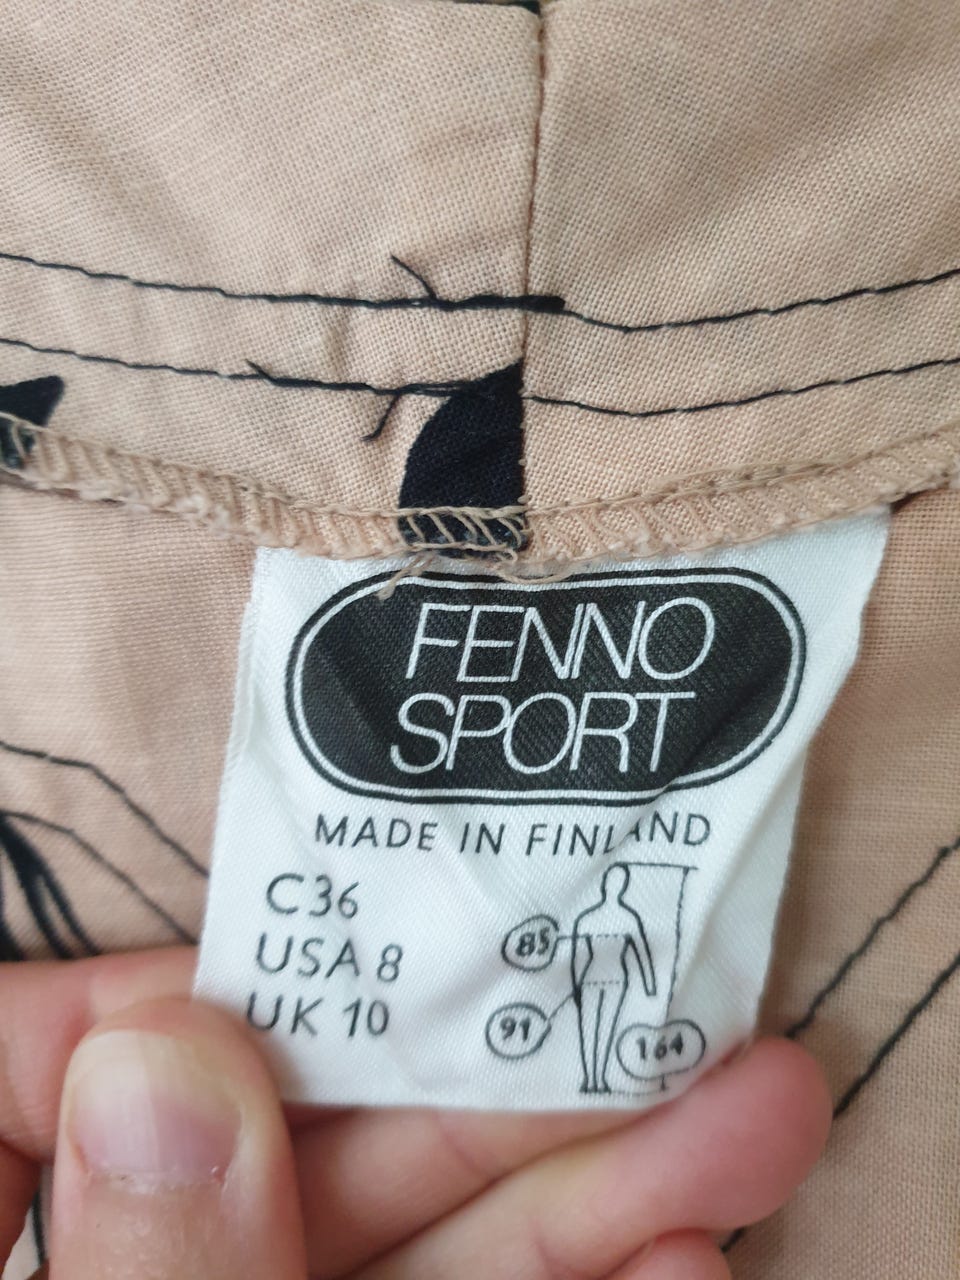 FENNO
SPORT
MADE IN FINLAND
C36
USA 8
UK 10
85
91
164